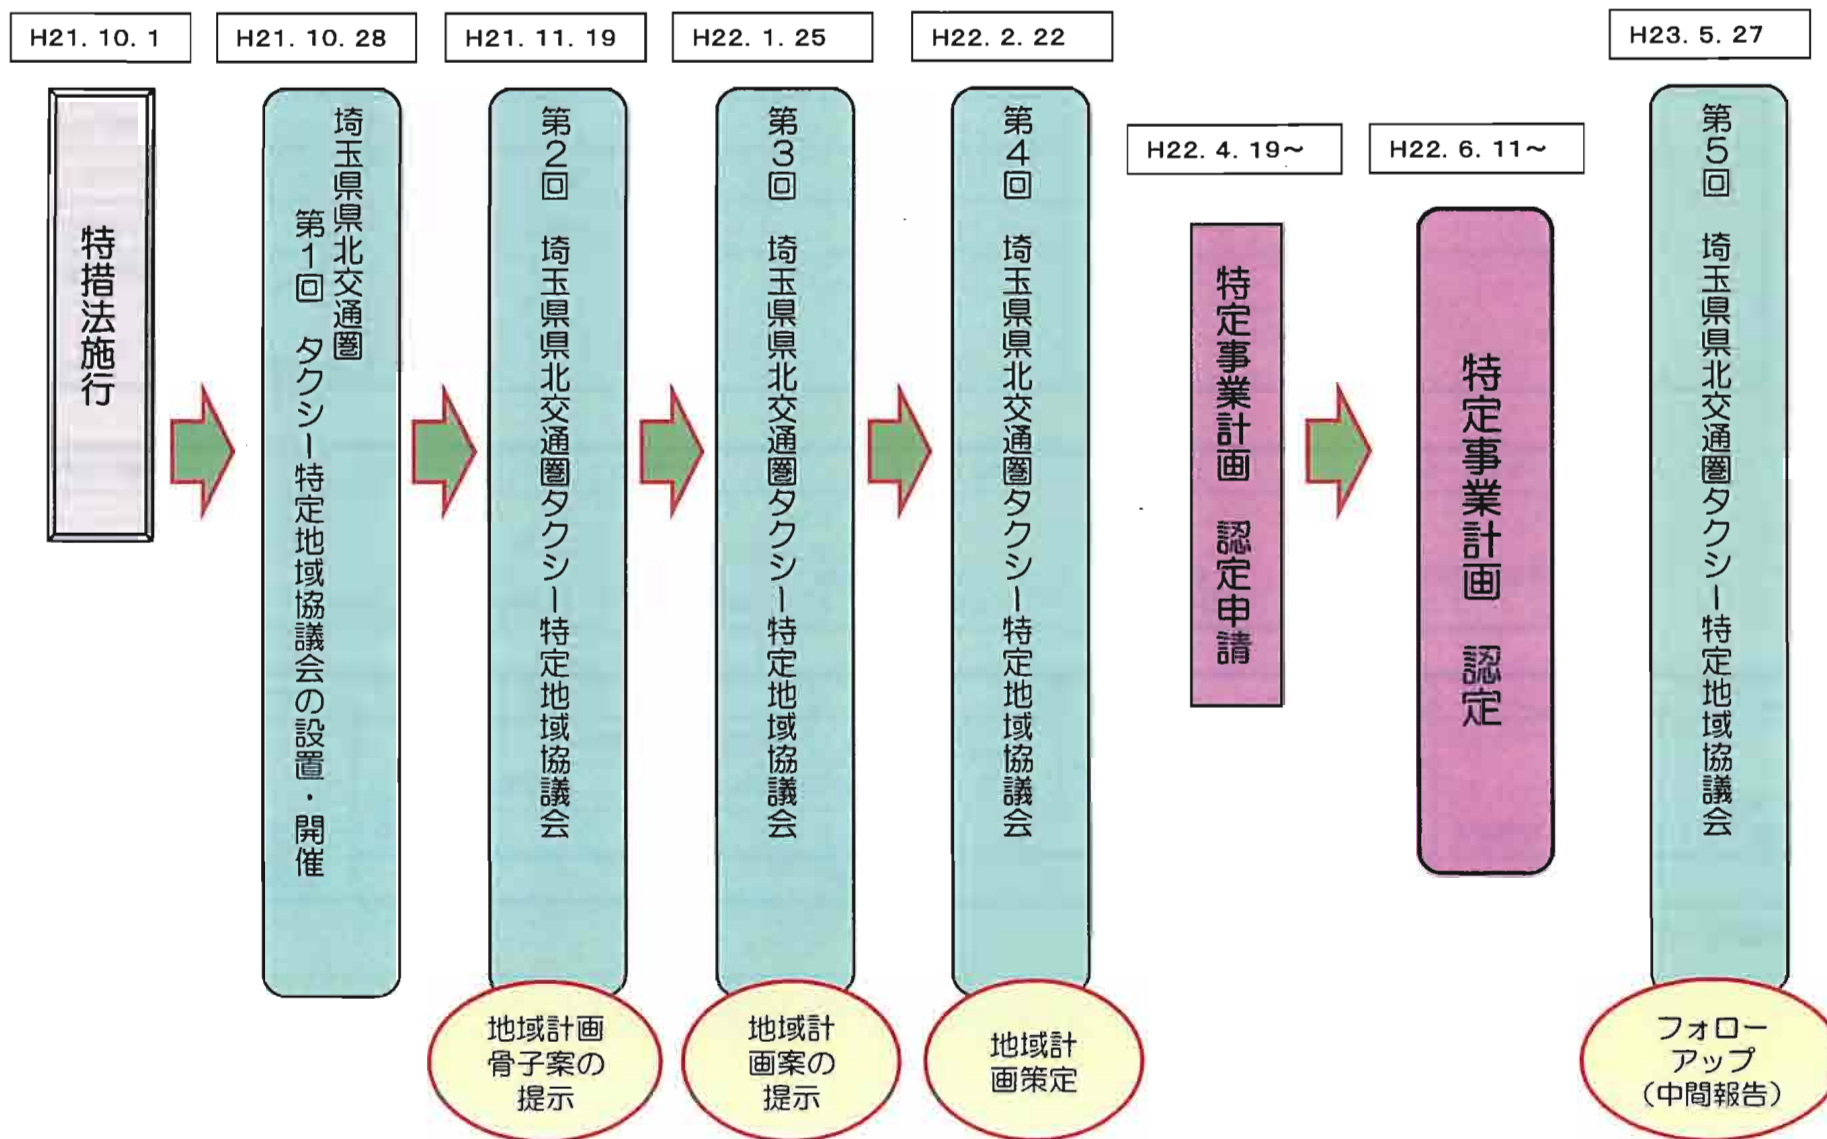 H21. 10. 1
H21. 10. 28
H21. 11. 19
H22. 1. 25
H22. 2. 22
H22. 4. 19～
H22. 6. 11～
H23. 5. 27
特措法施行
埼玉県県北交通圏
第1回　タクシー特定地域協議会の設置・開催
第2回　埼玉県県北交通圏タクシー特定地域協議会
第3回　埼玉県県北交通圏タクシー特定地域協議会
第4回　埼玉県県北交通圏タクシー特定地域協議会
特定事業計画　認定申請
特定事業計画　認定
第5回　埼玉県県北交通圏タクシー特定地域協議会
地域計画
骨子案の
提示
地域計
画案の
提示
地域計
画策定
フォロー
アップ
（中間報告）